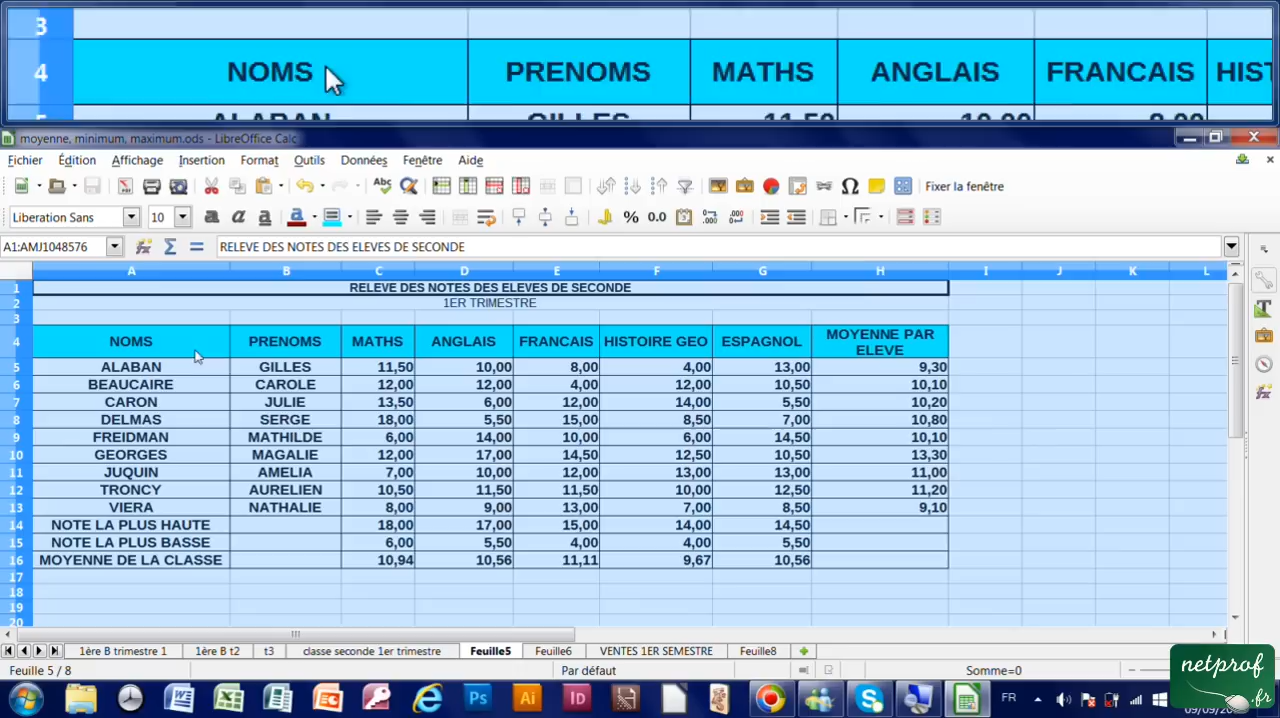 3
4 NOMS PRENOMS MATHS ANGLAIS FRANCAIS HIST
ALABAN GILLES 11,50 10,00 8,00
moyenne, minimum, maximum.ods - LibreOffice Calc
Fichier Édition Affichage Insertion Format Outils Données Fenêtre Aide
Fixer la fenêtre
Liberation Sans 10
A1:AMJ1048576 RELEVE DES NOTES DES ELEVES DE SECONDE
A B C D E F G H I J K L
1 RELEVE DES NOTES DES ELEVES DE SECONDE
2 1ER TRIMESTRE
3
4 NOMS PRENOMS MATHS ANGLAIS FRANCAIS HISTOIRE GEO ESPAGNOL MOYENNE PAR ELEVE
5 ALABAN GILLES 11,50 10,00 8,00 4,00 13,00 9,30
6 BEAUCAIRE CAROLE 12,00 12,00 4,00 12,00 10,50 10,10
7 CARON JULIE 13,50 6,00 12,00 14,00 5,50 10,20
8 DELMAS SERGE 18,00 5,50 15,00 8,50 7,00 10,80
9 FREIDMAN MATHILDE 6,00 14,00 10,00 6,00 14,50 10,10
10 GEORGES MAGALIE 12,00 17,00 14,50 12,50 10,50 13,30
11 JUQUIN AMELIA 7,00 10,00 12,00 13,00 13,00 11,00
12 TRONCY AURELIEN 10,50 11,50 11,50 10,00 12,50 11,20
13 VIERA NATHALIE 8,00 9,00 13,00 7,00 8,50 9,10
14 NOTE LA PLUS HAUTE 18,00 17,00 15,00 14,00 14,50
15 NOTE LA PLUS BASSE 6,00 5,50 4,00 4,00 5,50
16 MOYENNE DE LA CLASSE 10,94 10,56 11,11 9,67 10,56
17
18
19
20
1ère B trimestre 1 1ère B t2 t3 classe seconde 1er trimestre Feuille5 Feuille6 VENTES 1ER SEMESTRE Feuille8
Feuille 5 / 8 Par défaut Somme=0
netprof
.fr
Ps Ai Id FR